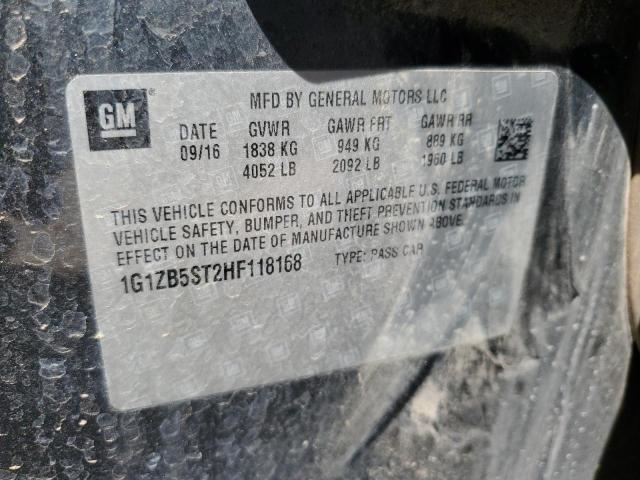 GM ®
MFD BY GENERAL MOTORS LLC
DATE GVWR GAWR FRT GAWR RR
09/16 1838 KG 949 KG 889 KG
4052 LB 2092 LB 1960 LB
THIS VEHICLE CONFORMS TO ALL APPLICABLE U.S. FEDERAL MOTOR
VEHICLE SAFETY, BUMPER, AND THEFT PREVENTION STANDARDS IN
EFFECT ON THE DATE OF MANUFACTURE SHOWN ABOVE.
1G1ZB5ST2HF118168 TYPE: PASS CAR